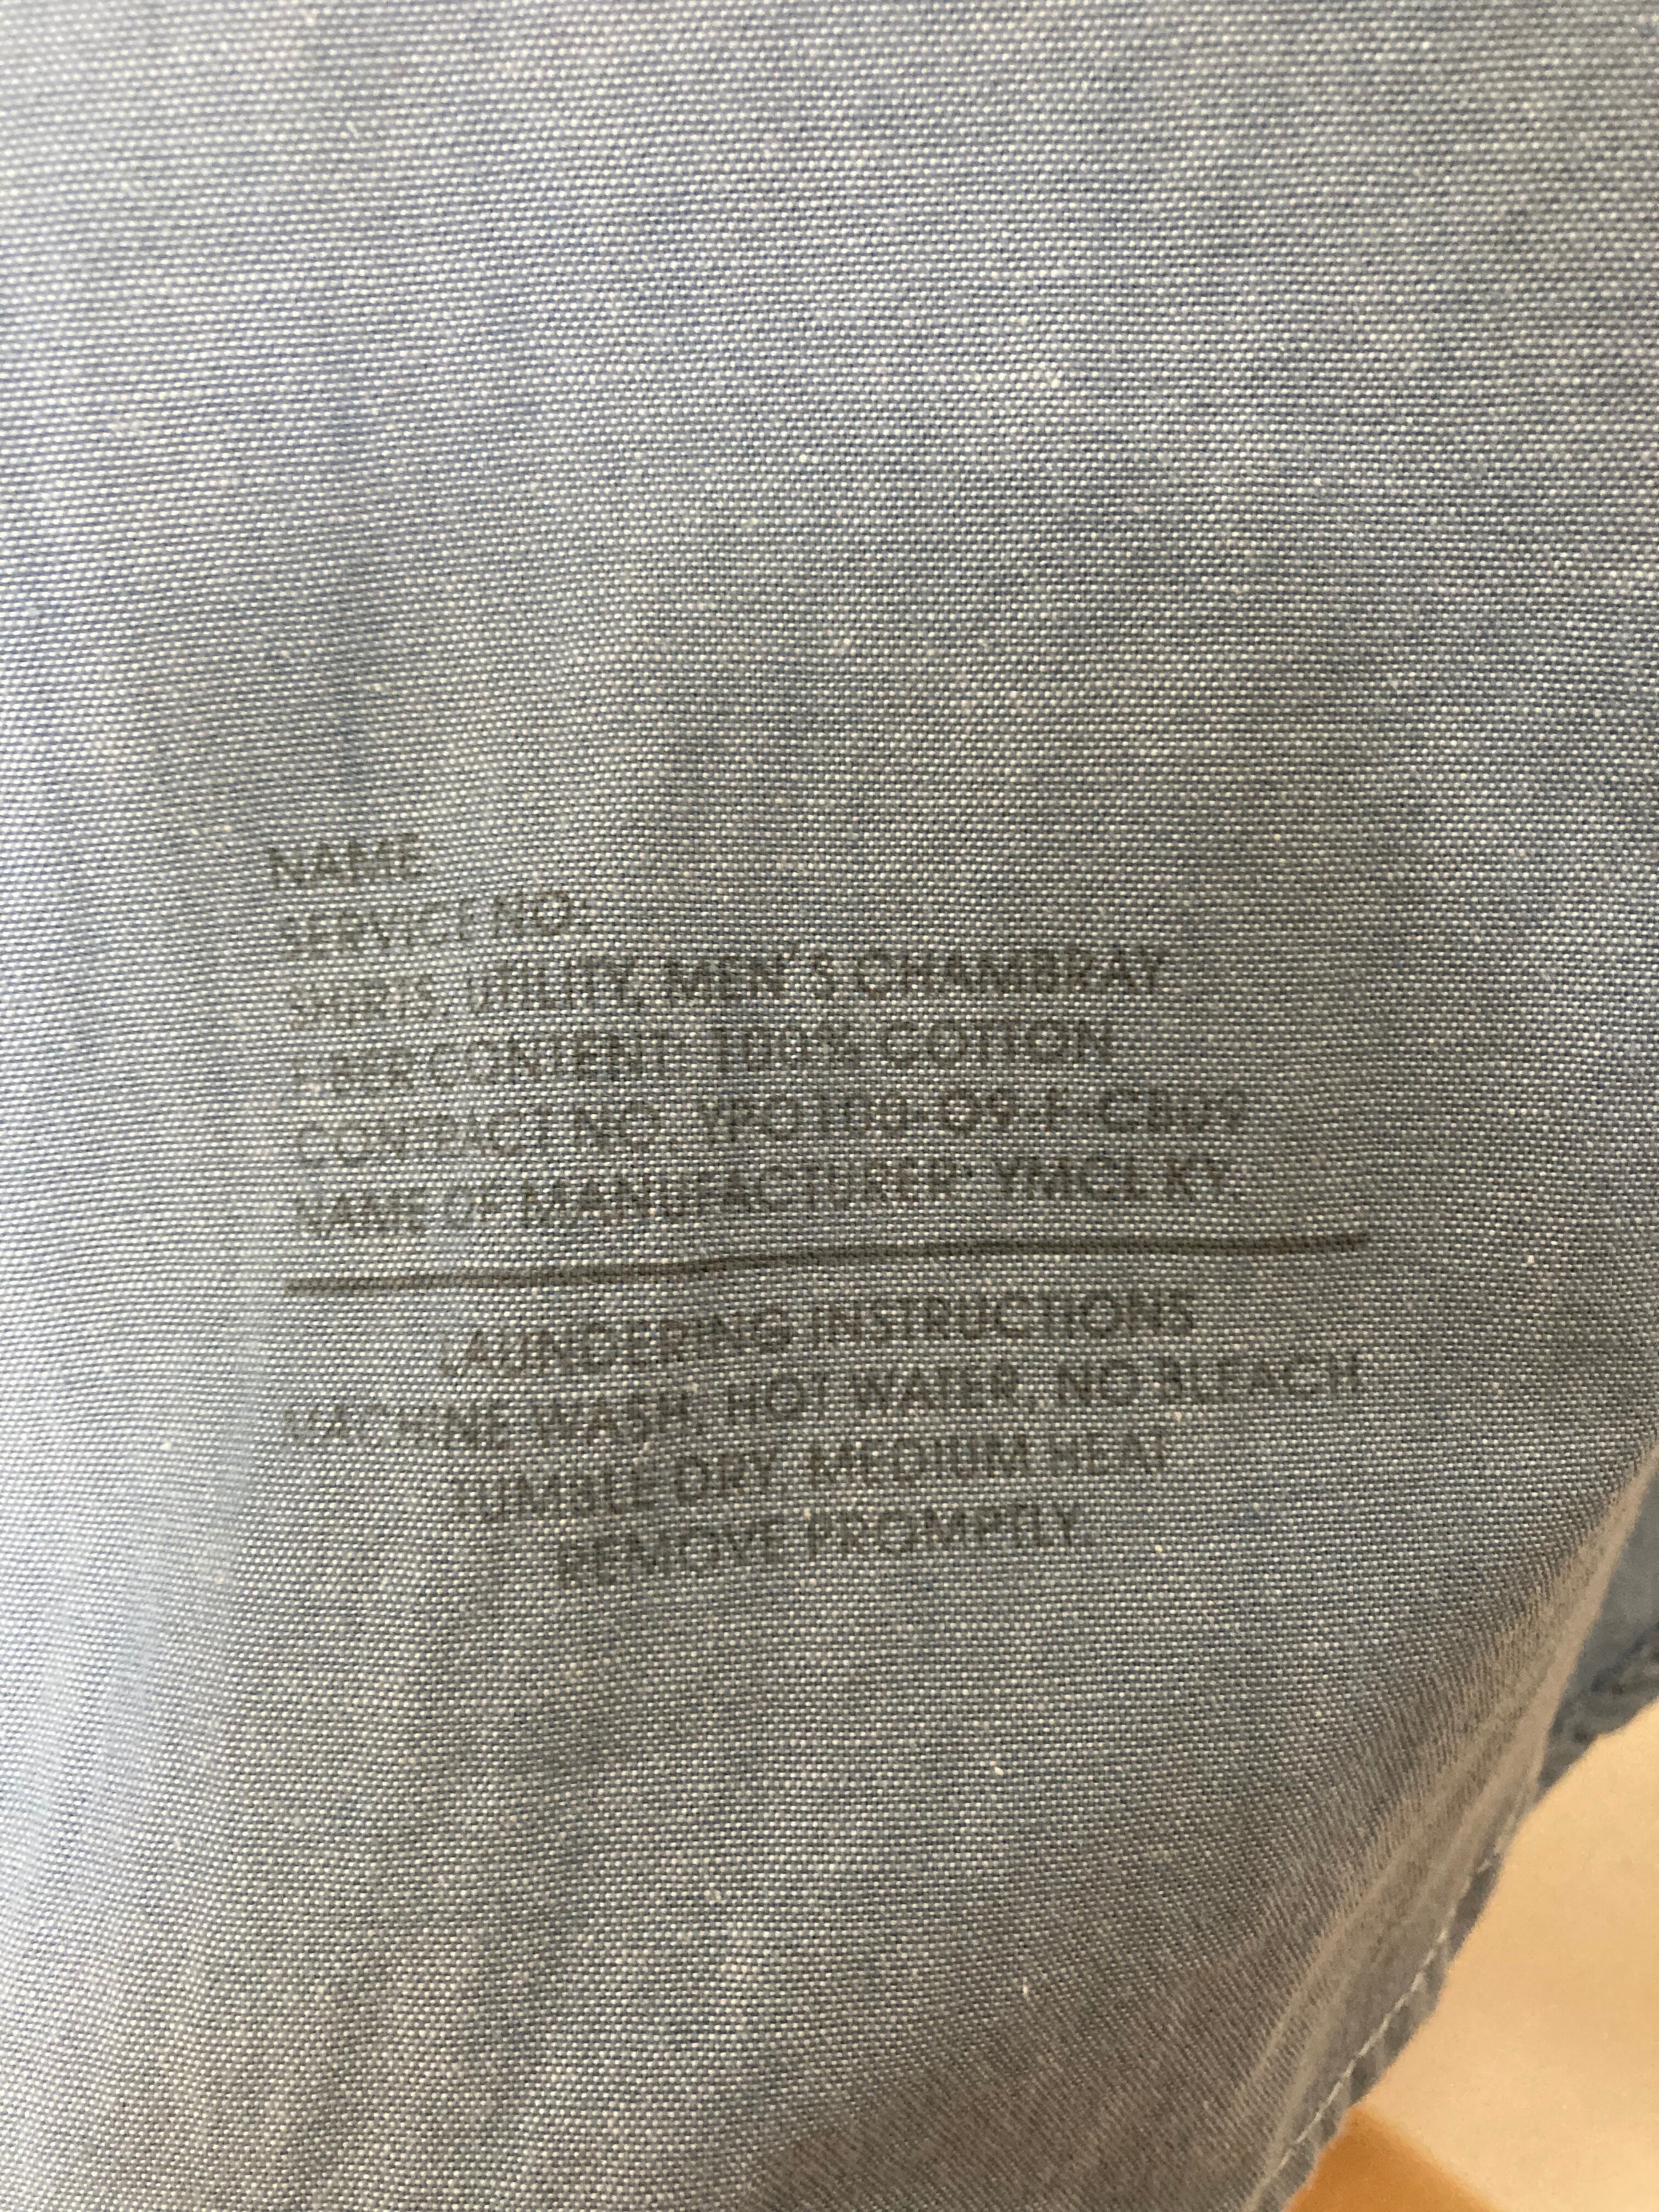 NAME
SERVICE NO.
SHIRTS, UTILITY, MEN'S CHAMBRAY
FIBER CONTENT: 100% COTTON
CONTRACT NO.
NAME OF MANUFACTURER: YMCL KY
LAUNDERING INSTRUCTIONS
MACHINE WASH, HOT WATER, NO BLEACH
TUMBLE DRY MEDIUM HEAT
REMOVE PROMPTLY